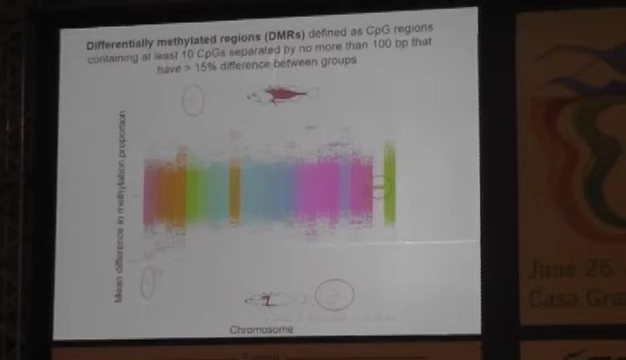 Differentially methylated regions (DMRs) defined as CpG regions
containing at least 10 CpGs separated by no more than 100 bp that
have > 15% difference between groups
Mean difference in methylation proportion
Chromosome
June 26
Casa Gra